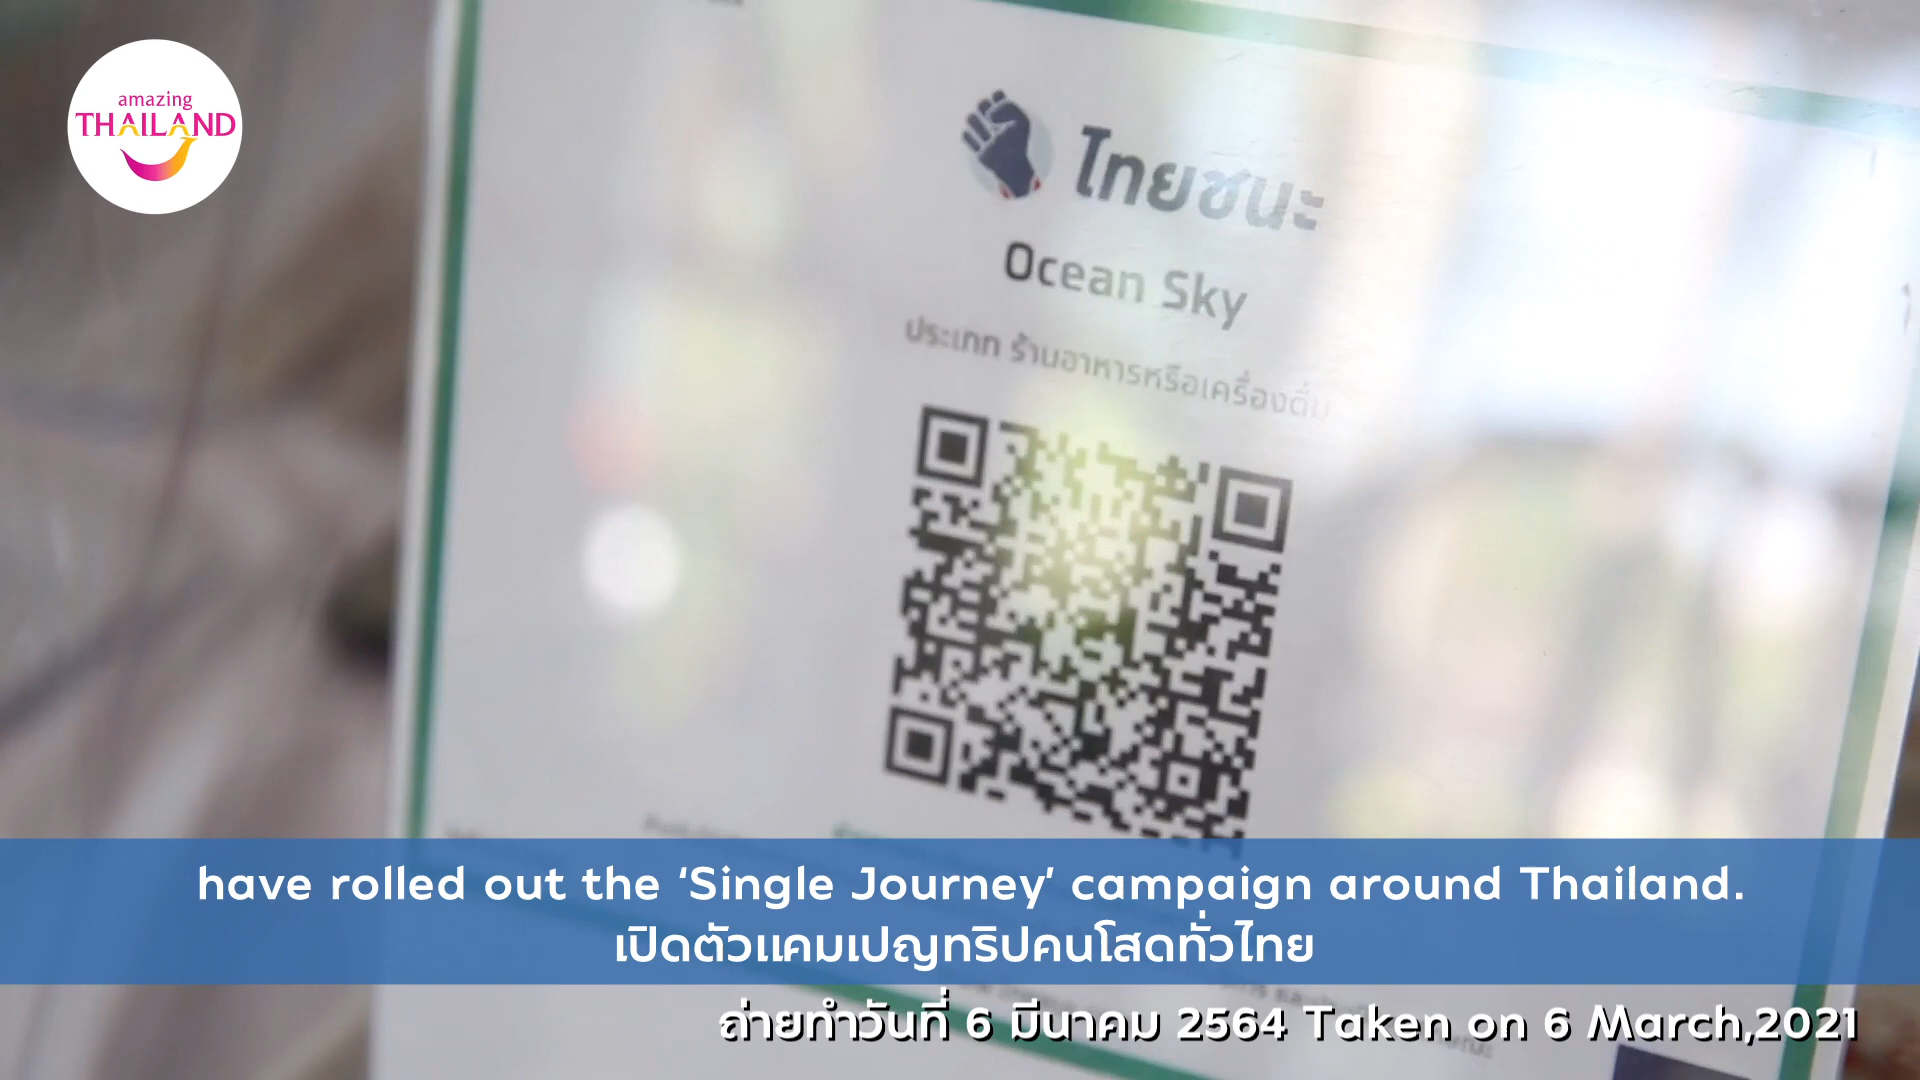 amazing
THAILAND
ไทยชนะ
Ocean Sky
ประเภท ร้านอาหารหรือเครื่องดื่ม
have rolled out the ‘Single Journey’ campaign around Thailand.
เปิดตัวแคมเปญทริปคนโสดทั่วไทย
ถ่ายทำวันที่ 6 มีนาคม 2564 Taken on 6 March,2021